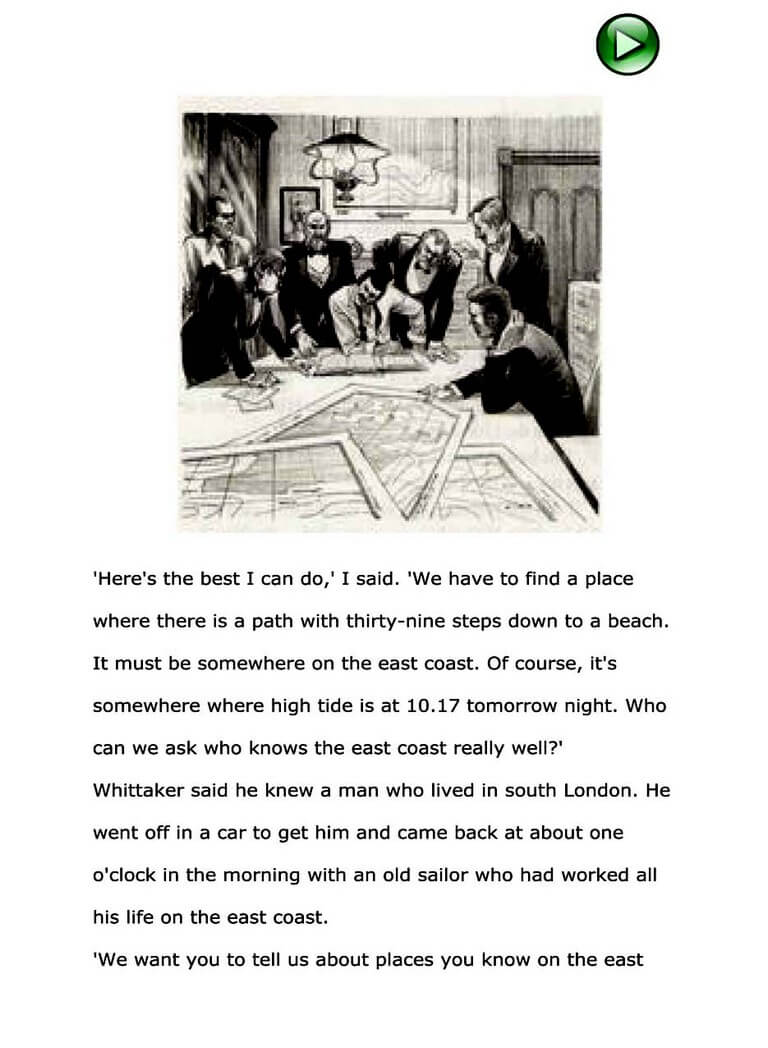 'Here's the best I can do,' I said. 'We have to find a place
where there is a path with thirty-nine steps down to a beach.
It must be somewhere on the east coast. Of course, it's
somewhere where high tide is at 10.17 tomorrow night. Who
can we ask who knows the east coast really well?'
Whittaker said he knew a man who lived in south London. He
went off in a car to get him and came back at about one
o'clock in the morning with an old sailor who had worked all
his life on the east coast.
'We want you to tell us about places you know on the east